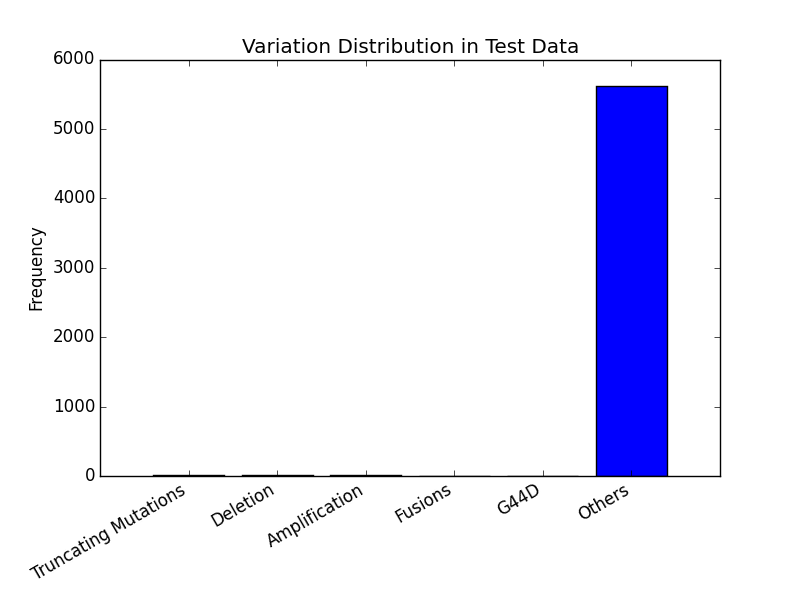 Variation Distribution in Test Data
6000
5000
4000
3000
2000
1000
0
Frequency
Truncating Mutations
Deletion
Amplification
Fusions
G44D
Others